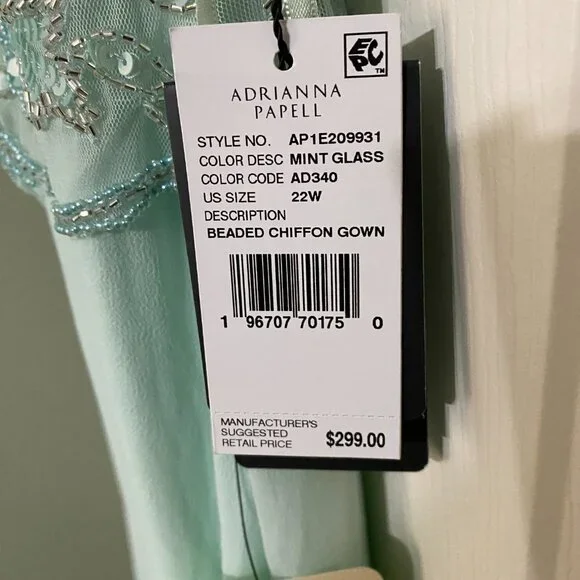 EPC™
ADRIANNA
PAPELL
STYLE NO. AP1E209931
COLOR DESC MINT GLASS
COLOR CODE AD340
US SIZE 22W
DESCRIPTION
BEADED CHIFFON GOWN
1 96707 70175 0
MANUFACTURER'S
SUGGESTED
RETAIL PRICE $299.00